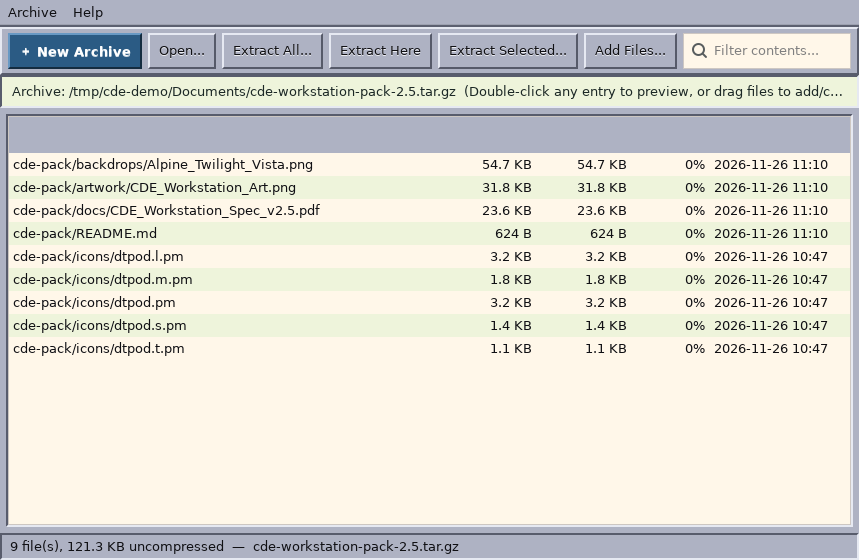 Archive Help
+ New Archive Open... Extract All... Extract Here Extract Selected... Add Files... Filter contents...
Archive: /tmp/cde-demo/Documents/cde-workstation-pack-2.5.tar.gz (Double-click any entry to preview, or drag files to add/c...
cde-pack/backdrops/Alpine_Twilight_Vista.png 54.7 KB 54.7 KB 0% 2026-11-26 11:10
cde-pack/artwork/CDE_Workstation_Art.png 31.8 KB 31.8 KB 0% 2026-11-26 11:10
cde-pack/docs/CDE_Workstation_Spec_v2.5.pdf 23.6 KB 23.6 KB 0% 2026-11-26 11:10
cde-pack/README.md 624 B 624 B 0% 2026-11-26 11:10
cde-pack/icons/dtpod.l.pm 3.2 KB 3.2 KB 0% 2026-11-26 10:47
cde-pack/icons/dtpod.m.pm 1.8 KB 1.8 KB 0% 2026-11-26 10:47
cde-pack/icons/dtpod.pm 3.2 KB 3.2 KB 0% 2026-11-26 10:47
cde-pack/icons/dtpod.s.pm 1.4 KB 1.4 KB 0% 2026-11-26 10:47
cde-pack/icons/dtpod.t.pm 1.1 KB 1.1 KB 0% 2026-11-26 10:47
9 file(s), 121.3 KB uncompressed — cde-workstation-pack-2.5.tar.gz